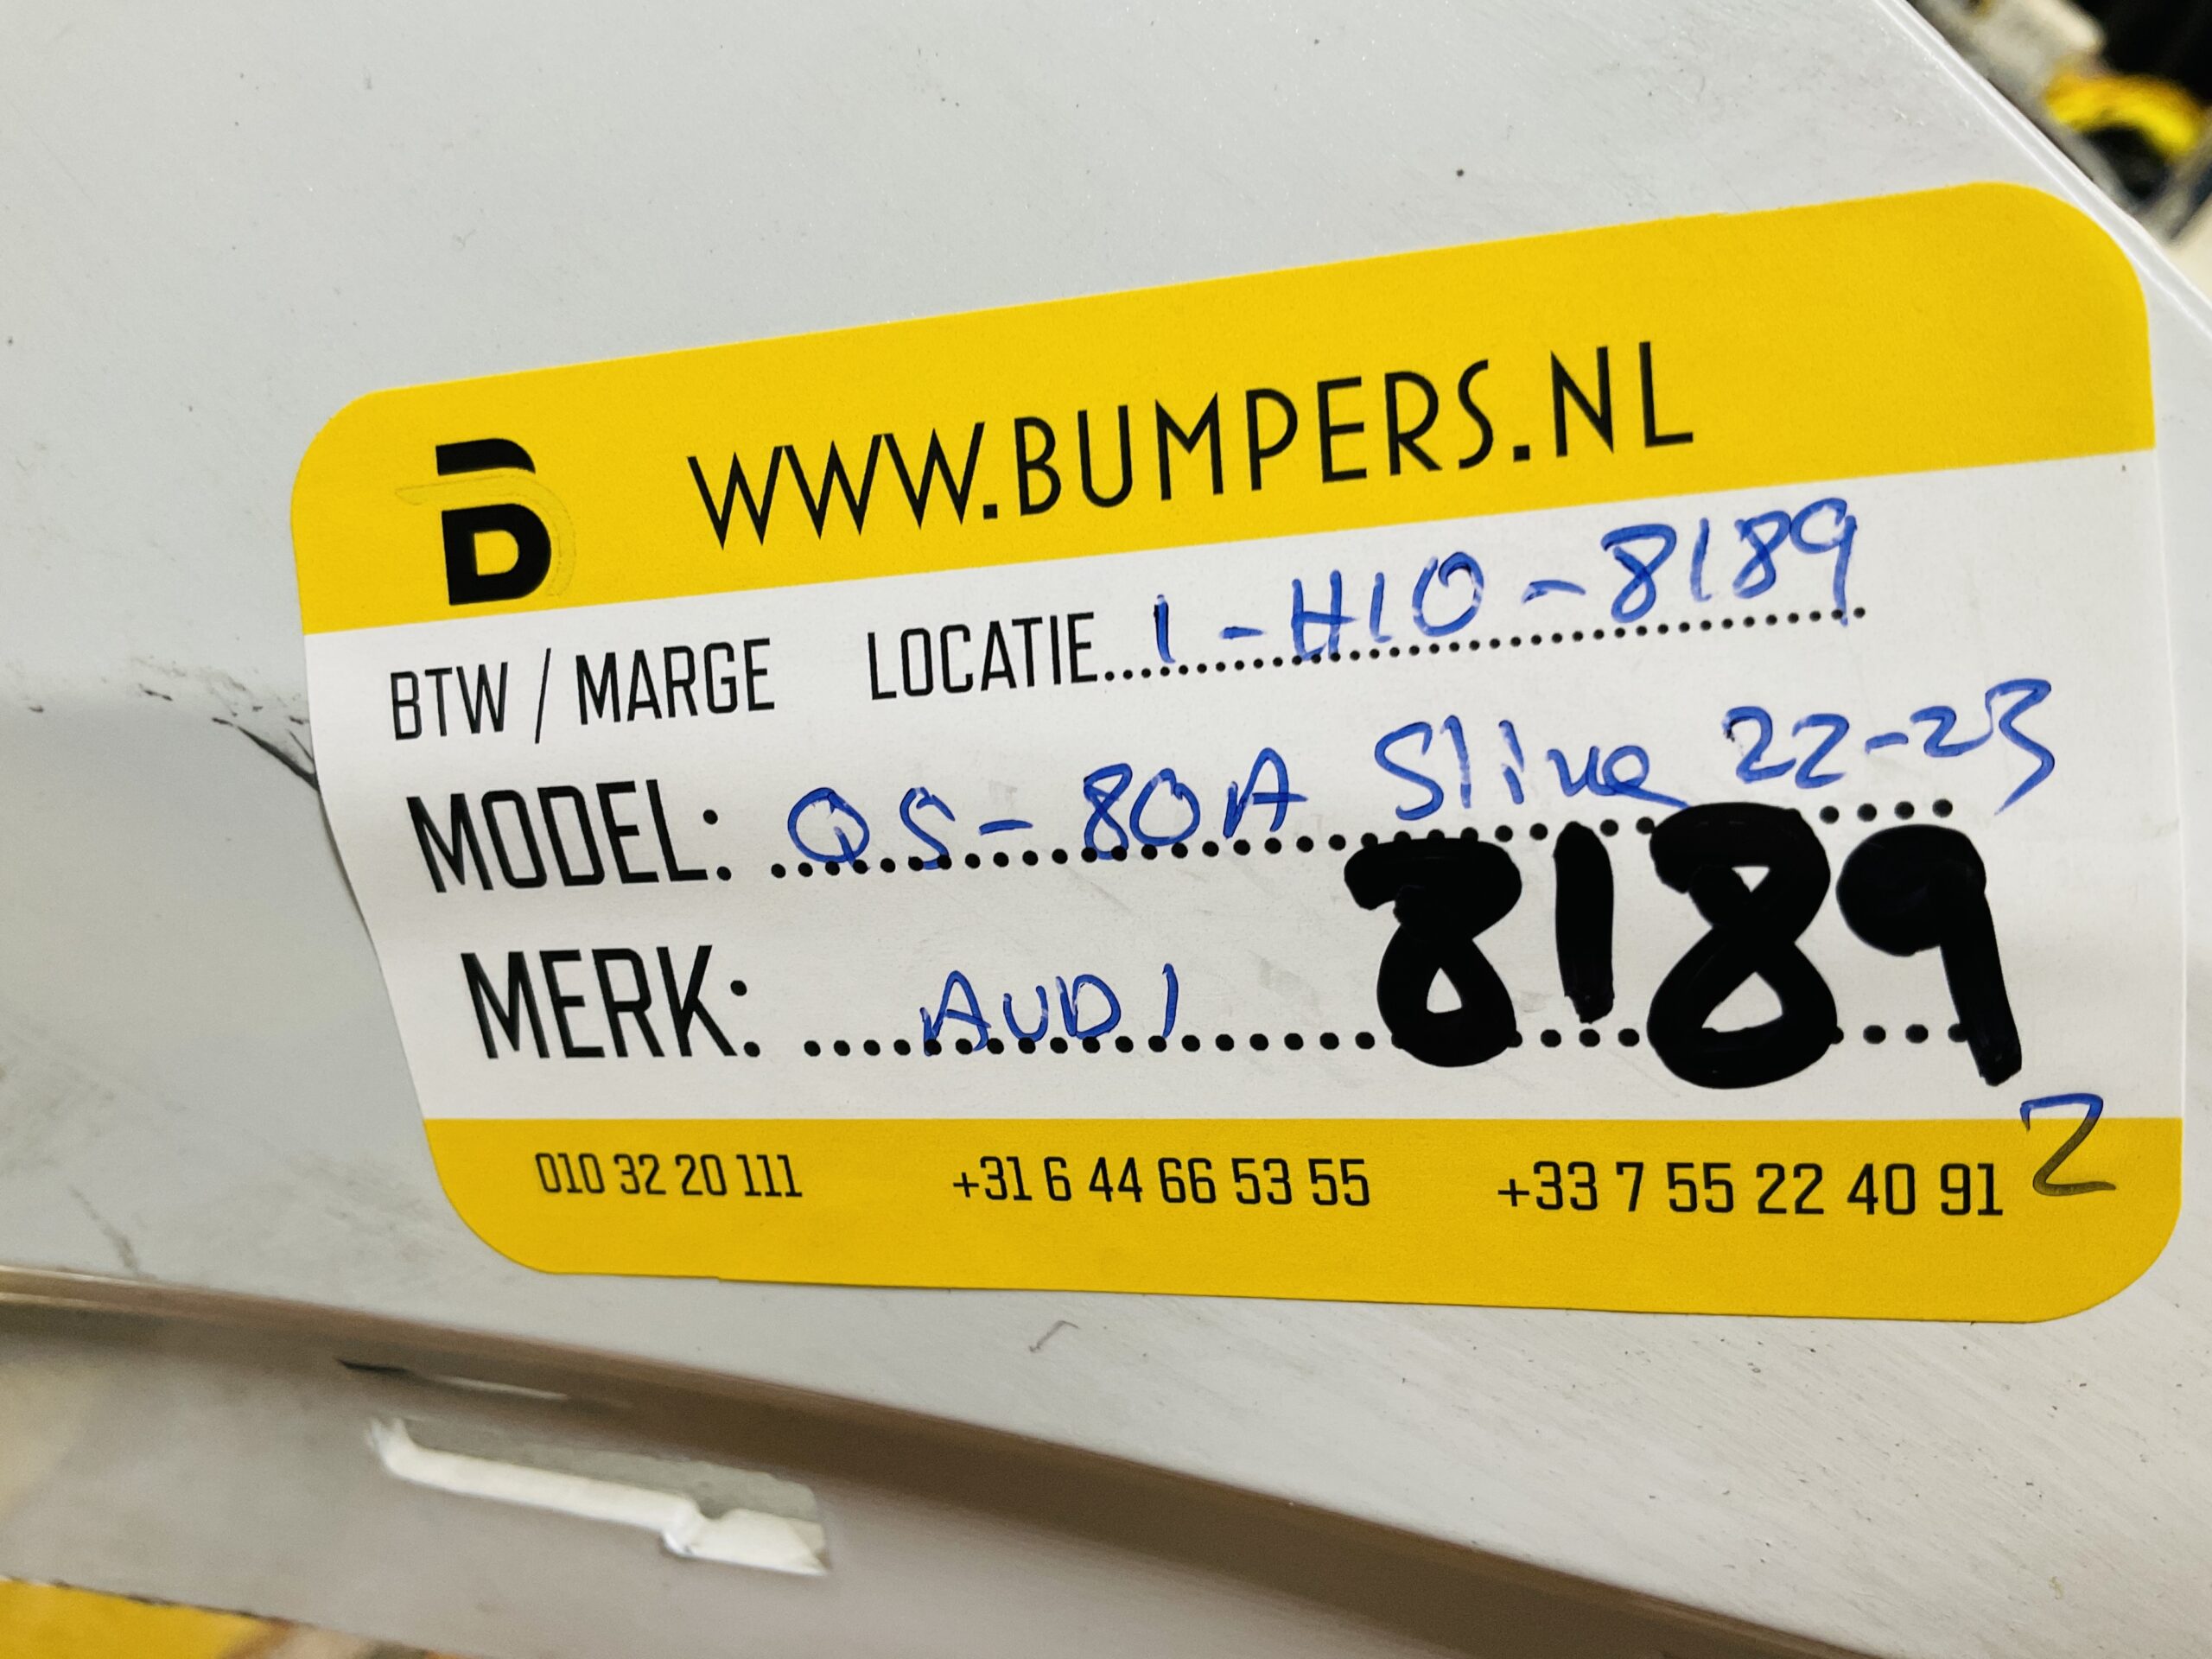 WWW.BUMPERS.NL
BTW / MARGE LOCATIE 1-H10-8189
MODEL: Q5-80A Sline 22-23
8189
MERK: AUDI
2
010 32 20 111 +31 6 44 66 53 55 +33 7 55 22 40 91